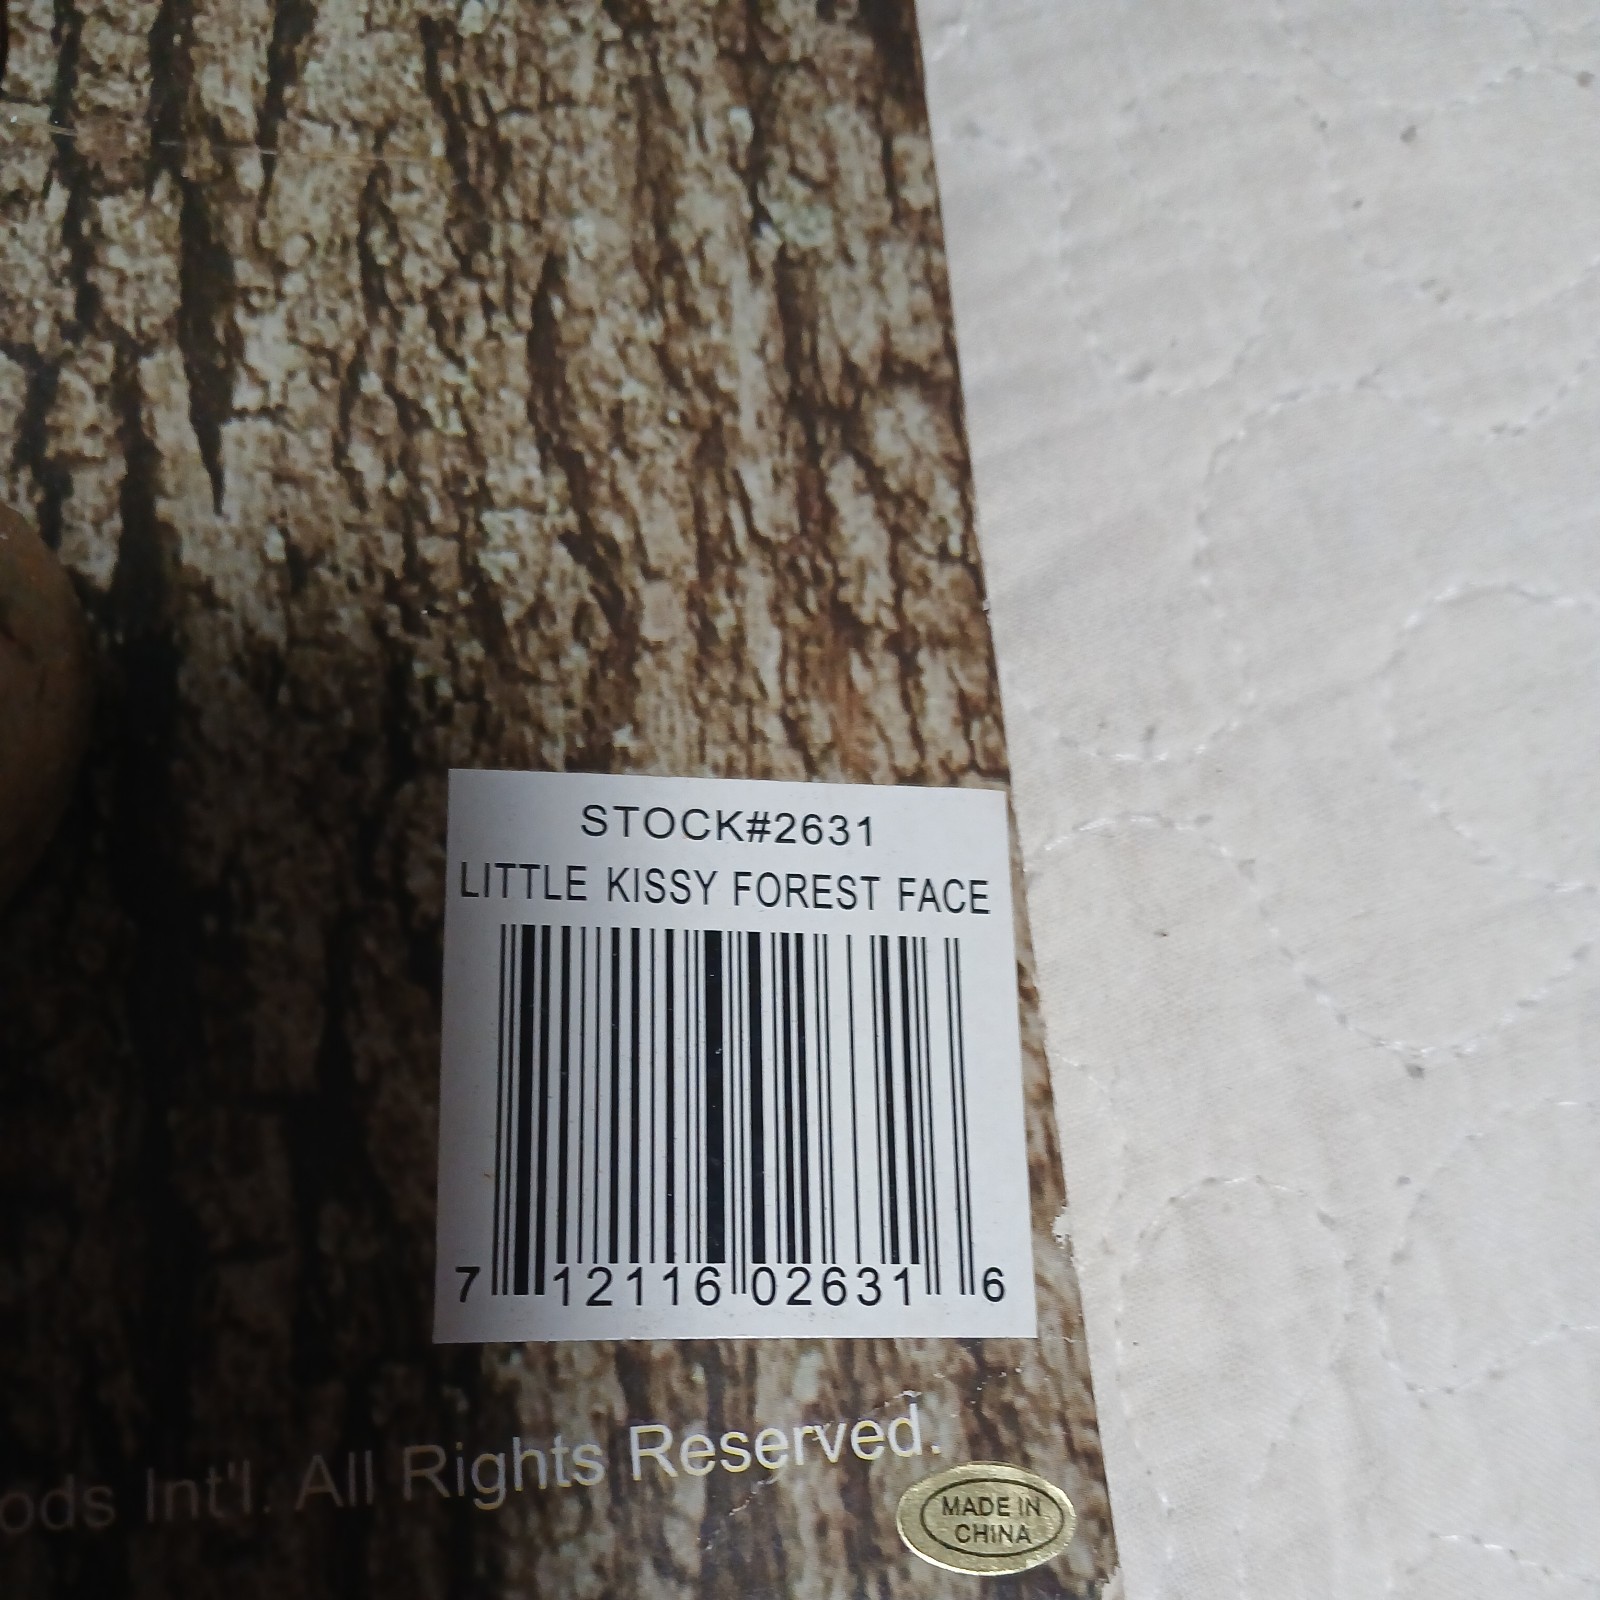 STOCK#2631
LITTLE KISSY FOREST FACE
7 12116 02631 6
ods Int'l. All Rights Reserved.
MADE IN
CHINA